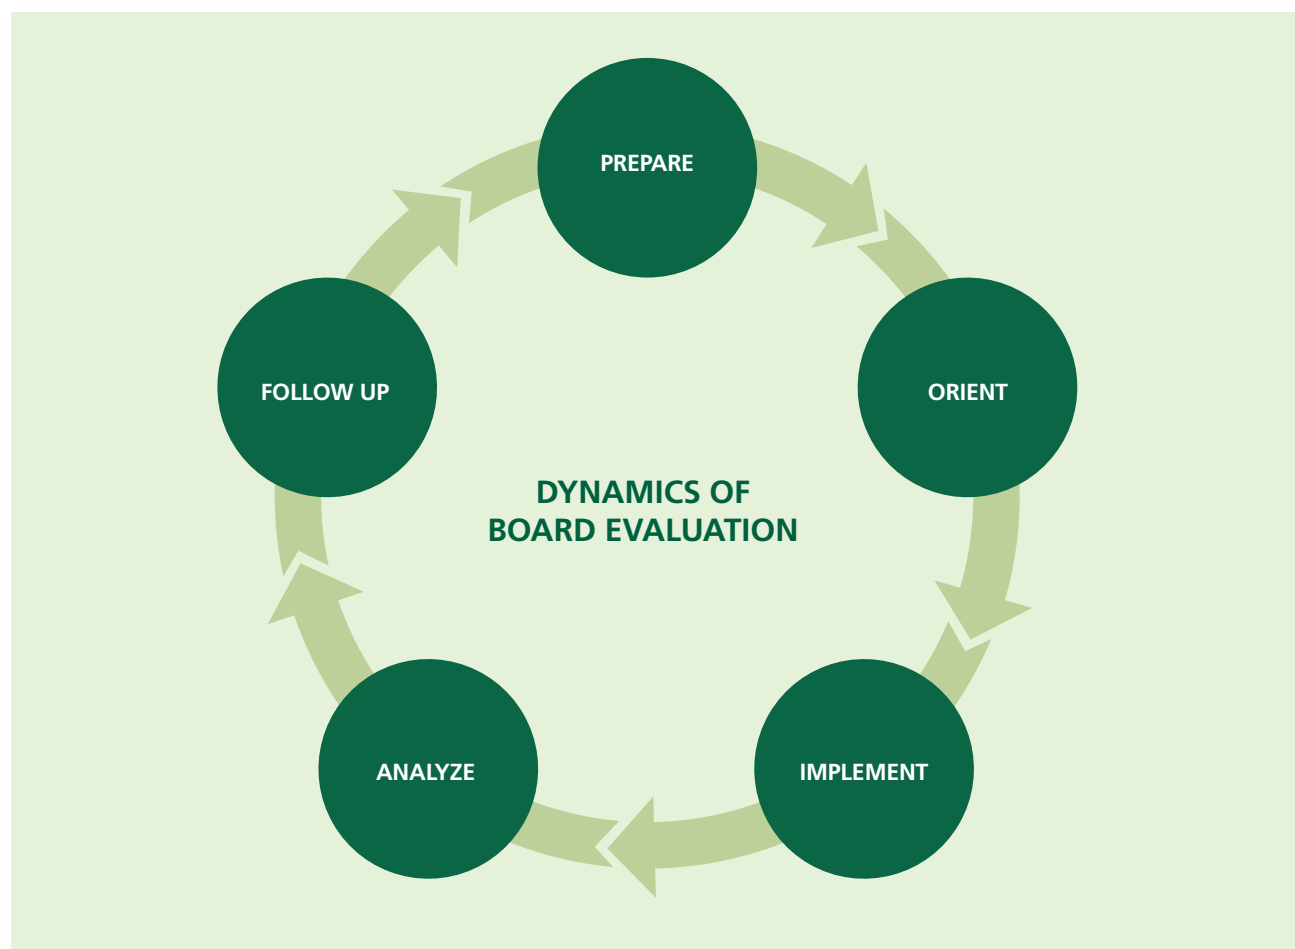 PREPARE
ORIENT
IMPLEMENT
ANALYZE
FOLLOW UP
DYNAMICS OF
BOARD EVALUATION